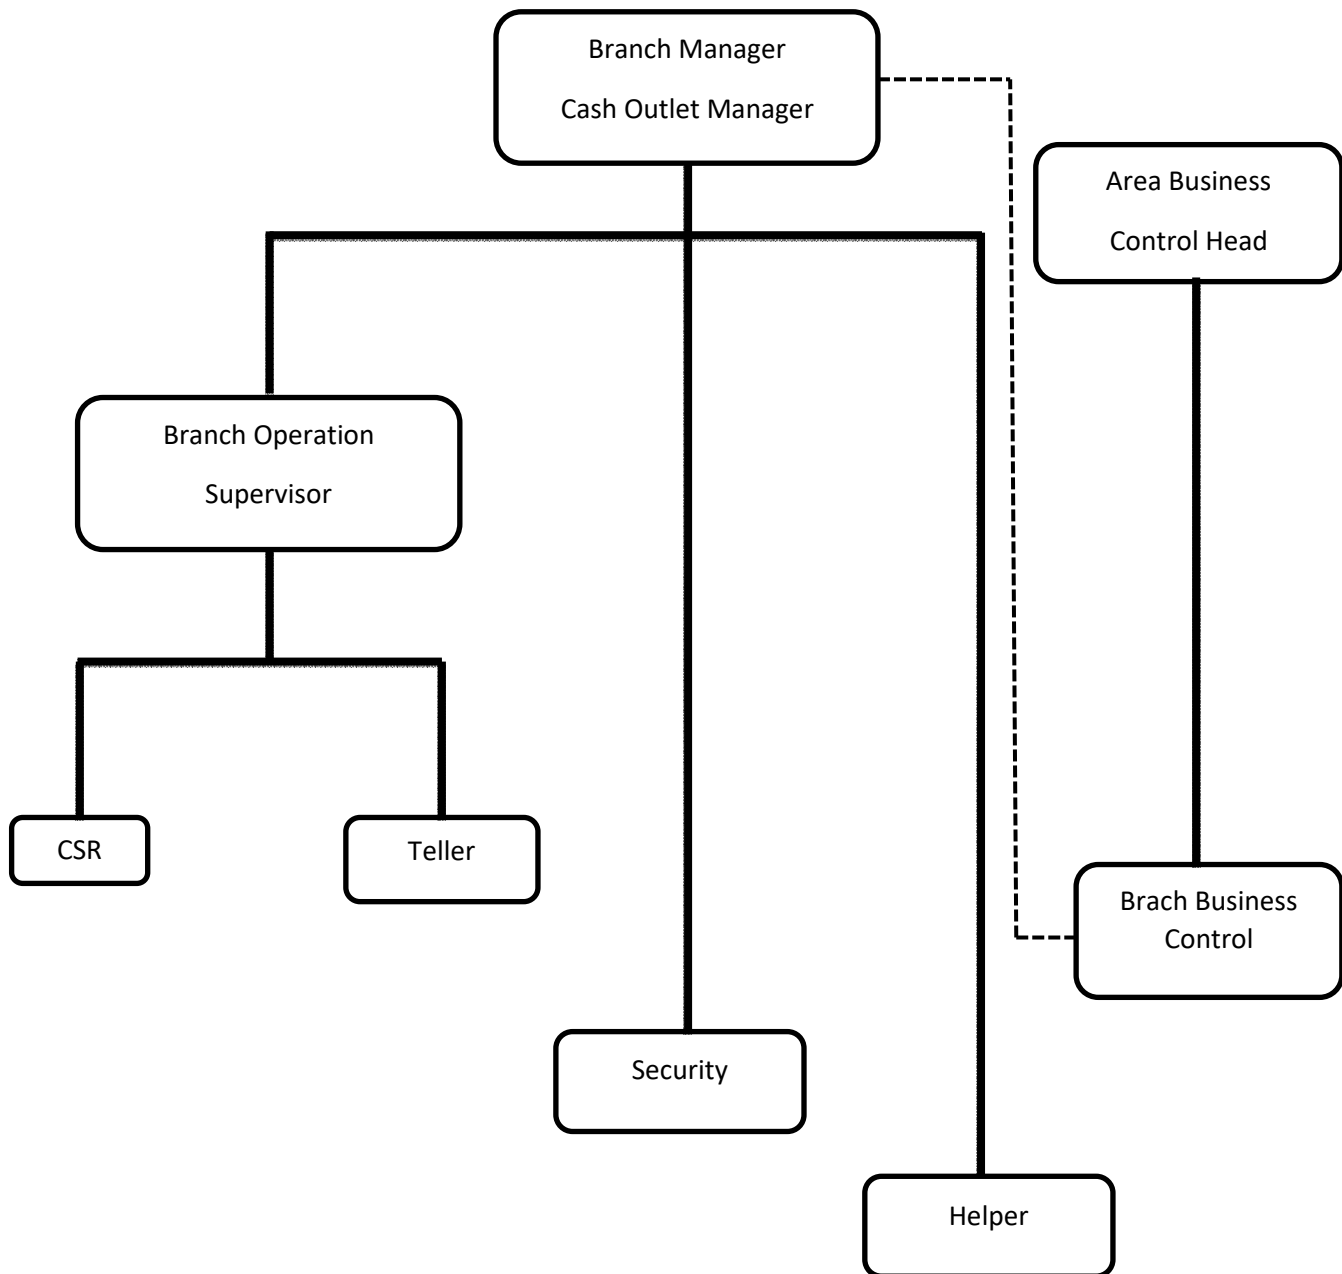 Branch Manager
Cash Outlet Manager
Area Business
Control Head
Branch Operation
Supervisor
CSR
Teller
Brach Business
Control
Security
Helper